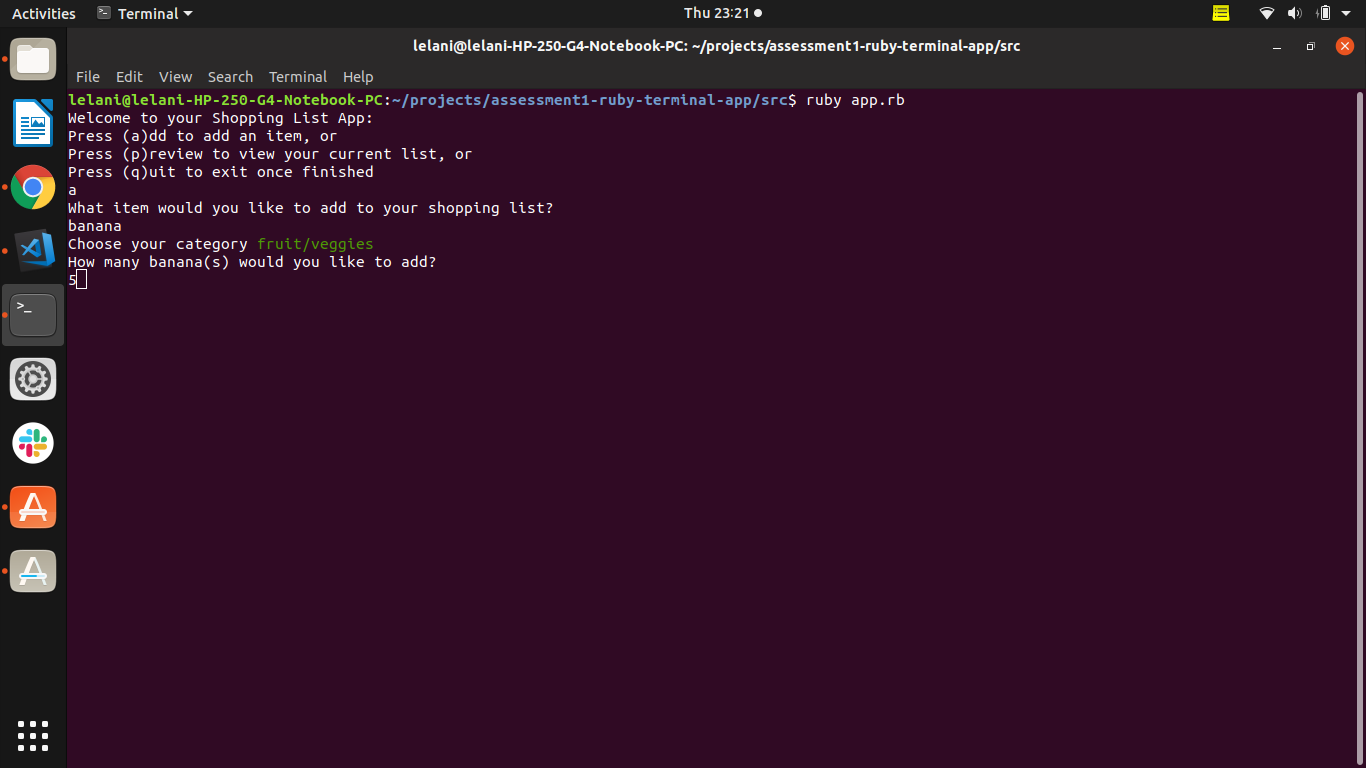 Activities Terminal Thu 23:21
lelani@lelani-HP-250-G4-Notebook-PC: ~/projects/assessment1-ruby-terminal-app/src
File Edit View Search Terminal Help
lelani@lelani-HP-250-G4-Notebook-PC:~/projects/assessment1-ruby-terminal-app/src$ ruby app.rb
Welcome to your Shopping List App:
Press (a)dd to add an item, or
Press (p)review to view your current list, or
Press (q)uit to exit once finished
a
What item would you like to add to your shopping list?
banana
Choose your category fruit/veggies
How many banana(s) would you like to add?
5